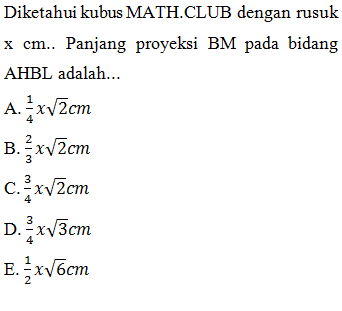 Diketahui kubus MATH.CLUB dengan rusuk
x cm.. Panjang proyeksi BM pada bidang
AHBL adalah...
A. \frac{1}{4}x\sqrt{2}cm
B. \frac{2}{3}x\sqrt{2}cm
C. \frac{3}{4}x\sqrt{2}cm
D. \frac{3}{4}x\sqrt{3}cm
E. \frac{1}{2}x\sqrt{6}cm